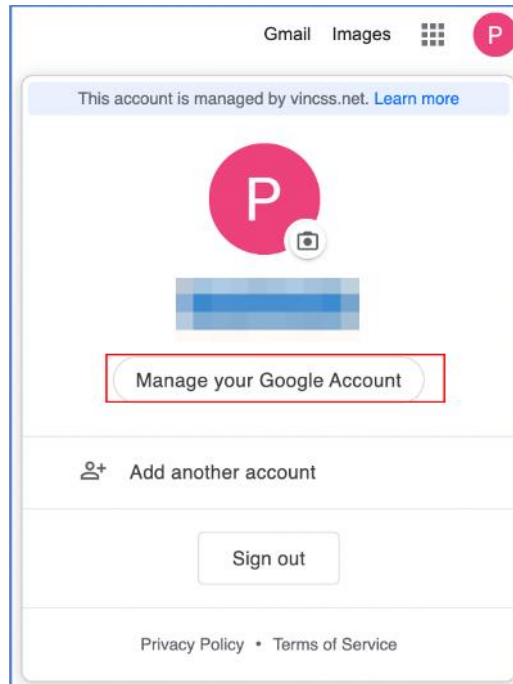 Gmail Images P
This account is managed by vincss.net. Learn more
P
Manage your Google Account
Add another account
Sign out
Privacy Policy • Terms of Service